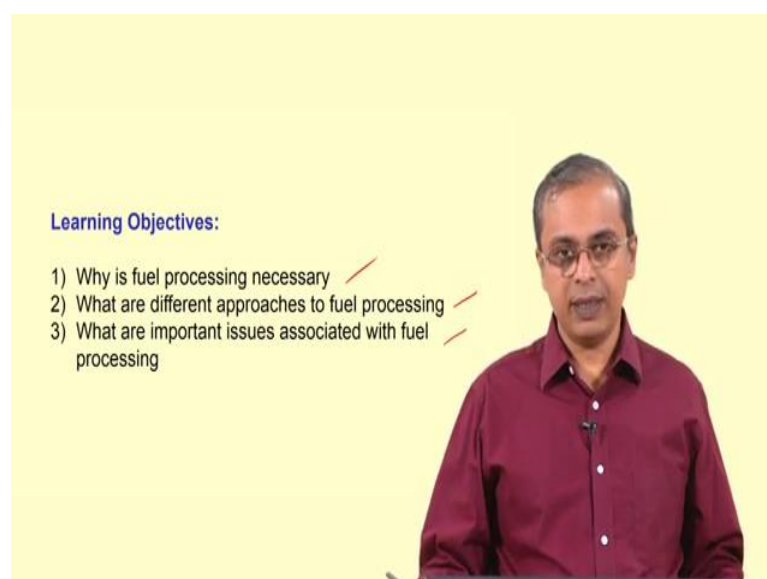 Learning Objectives:
1) Why is fuel processing necessary
2) What are different approaches to fuel processing
3) What are important issues associated with fuel
processing